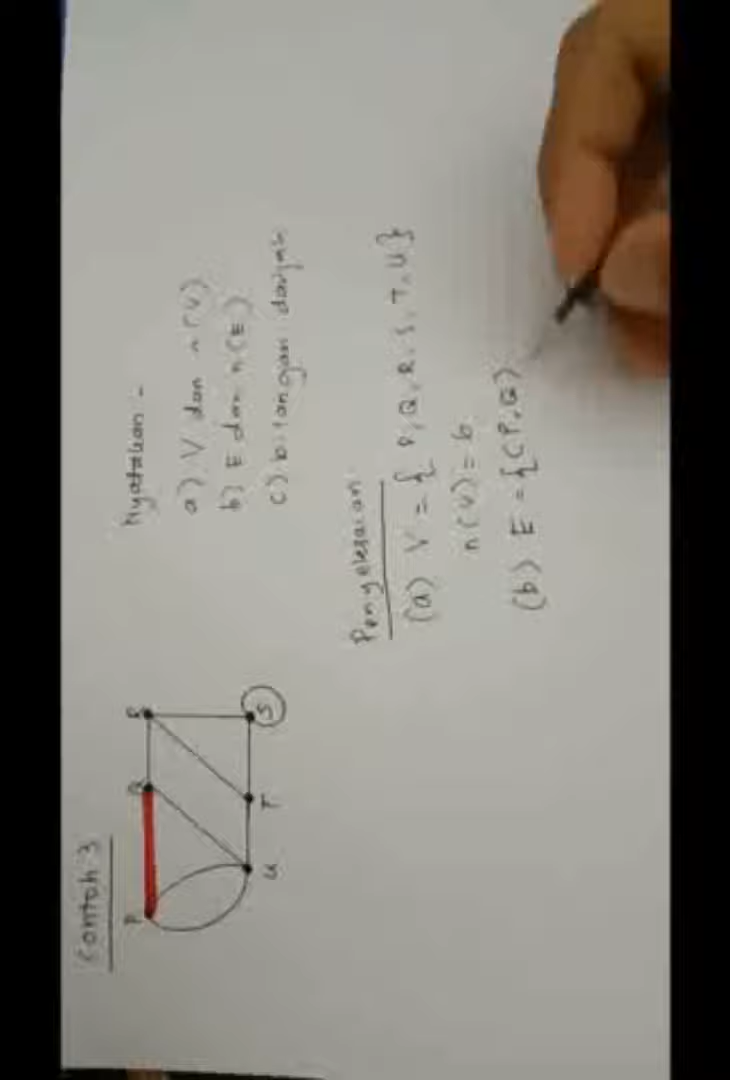 Contoh 3
P
Q
R
S
T
U
Nyatakan -
a) V dan n(V)
b) E dan n(E)
c) bilangan darjah
Penyelesaian
(a) V = { P, Q, R, S, T, U }
n(V) = 6
(b) E = { (P, Q)